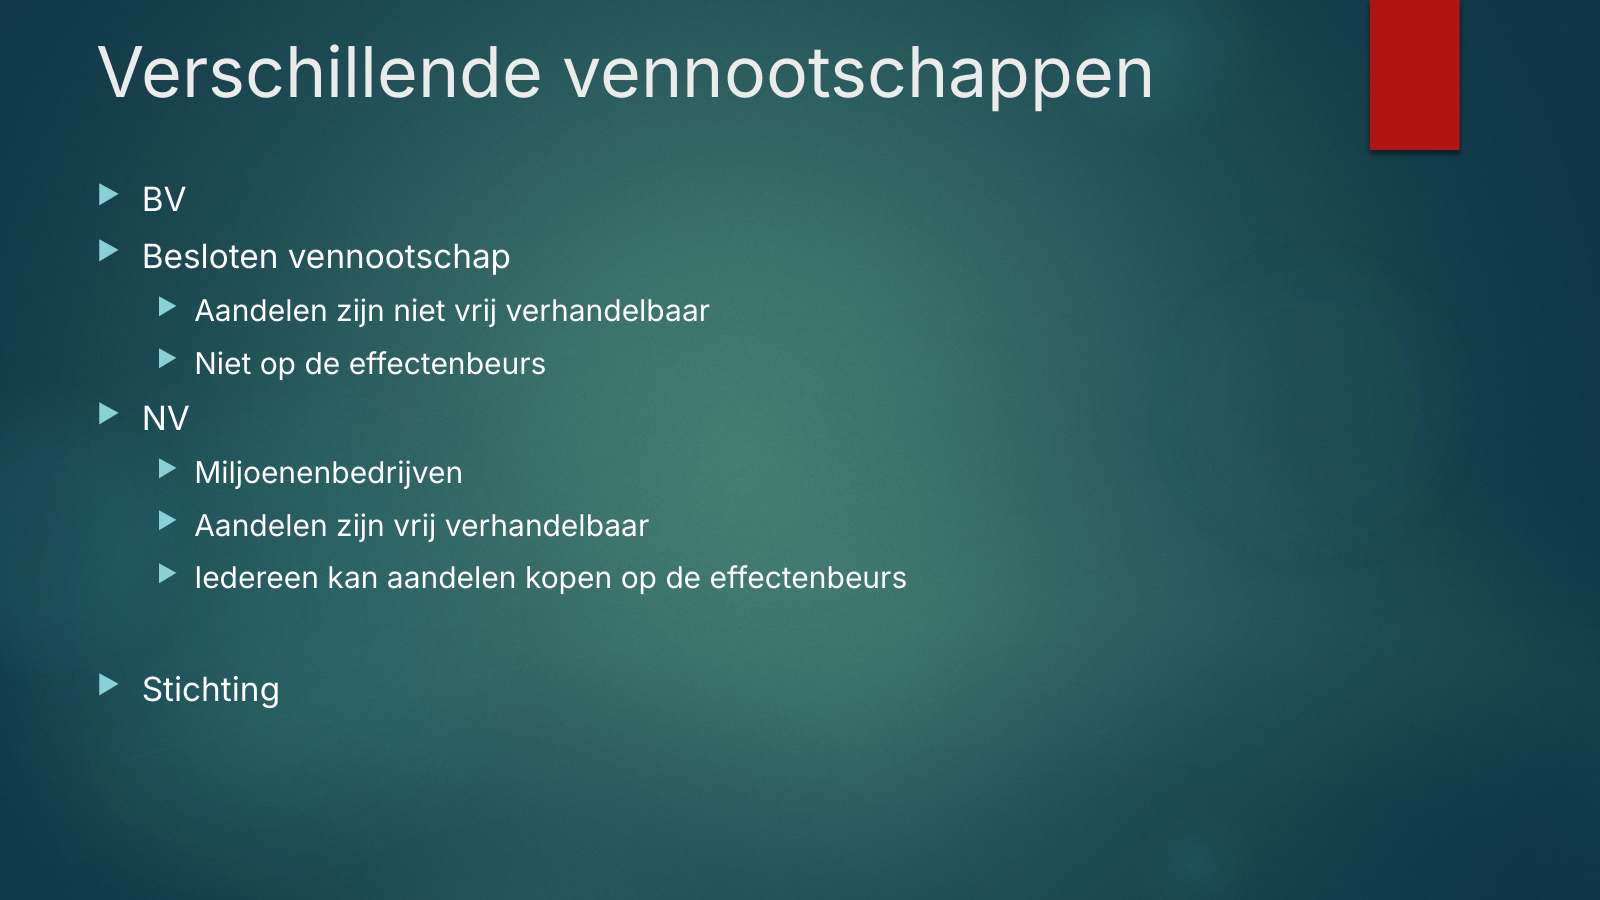 Verschillende vennootschappen
BV
Besloten vennootschap
Aandelen zijn niet vrij verhandelbaar
Niet op de effectenbeurs
NV
Miljoenenbedrijven
Aandelen zijn vrij verhandelbaar
Iedereen kan aandelen kopen op de effectenbeurs
Stichting